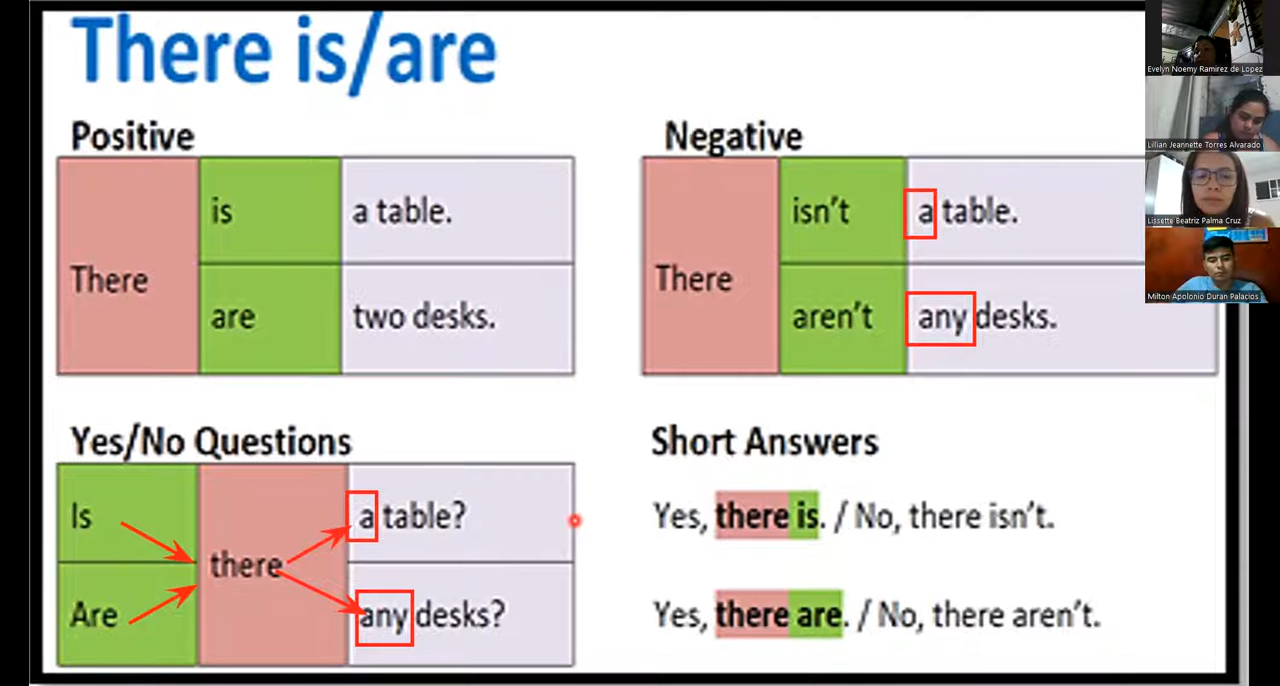 There is/are
Positive
There
is
a table.
are
two desks.
Negative
There
isn't
a table.
aren't
any desks.
Yes/No Questions
Is
Are
there
a table?
any desks?
Short Answers
Yes, there is. / No, there isn't.
Yes, there are. / No, there aren't.
Evelyn Noemy Ramirez de Lopez
Lillian Jeannette Torres Alvarado
Lissette Beatriz Palma Cruz
Milton Apolonio Duran Palacios